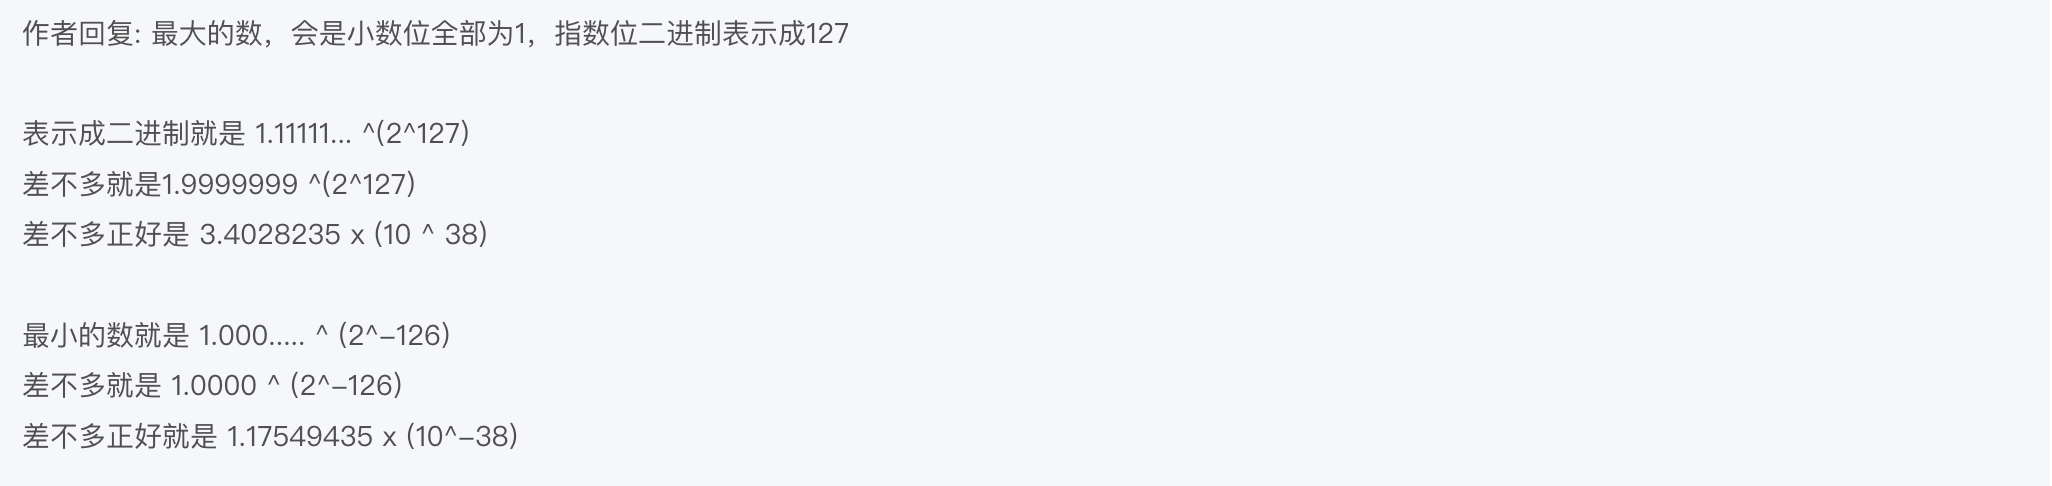 作者回复: 最大的数，会是小数位全部为1，指数位二进制表示成127
表示成二进制就是 1.11111... ^(2^127)
差不多就是1.9999999 ^(2^127)
差不多正好是 3.4028235 x (10 ^ 38)
最小的数就是 1.000..... ^ (2^–126)
差不多就是 1.0000 ^ (2^–126)
差不多正好就是 1.17549435 x (10^–38)